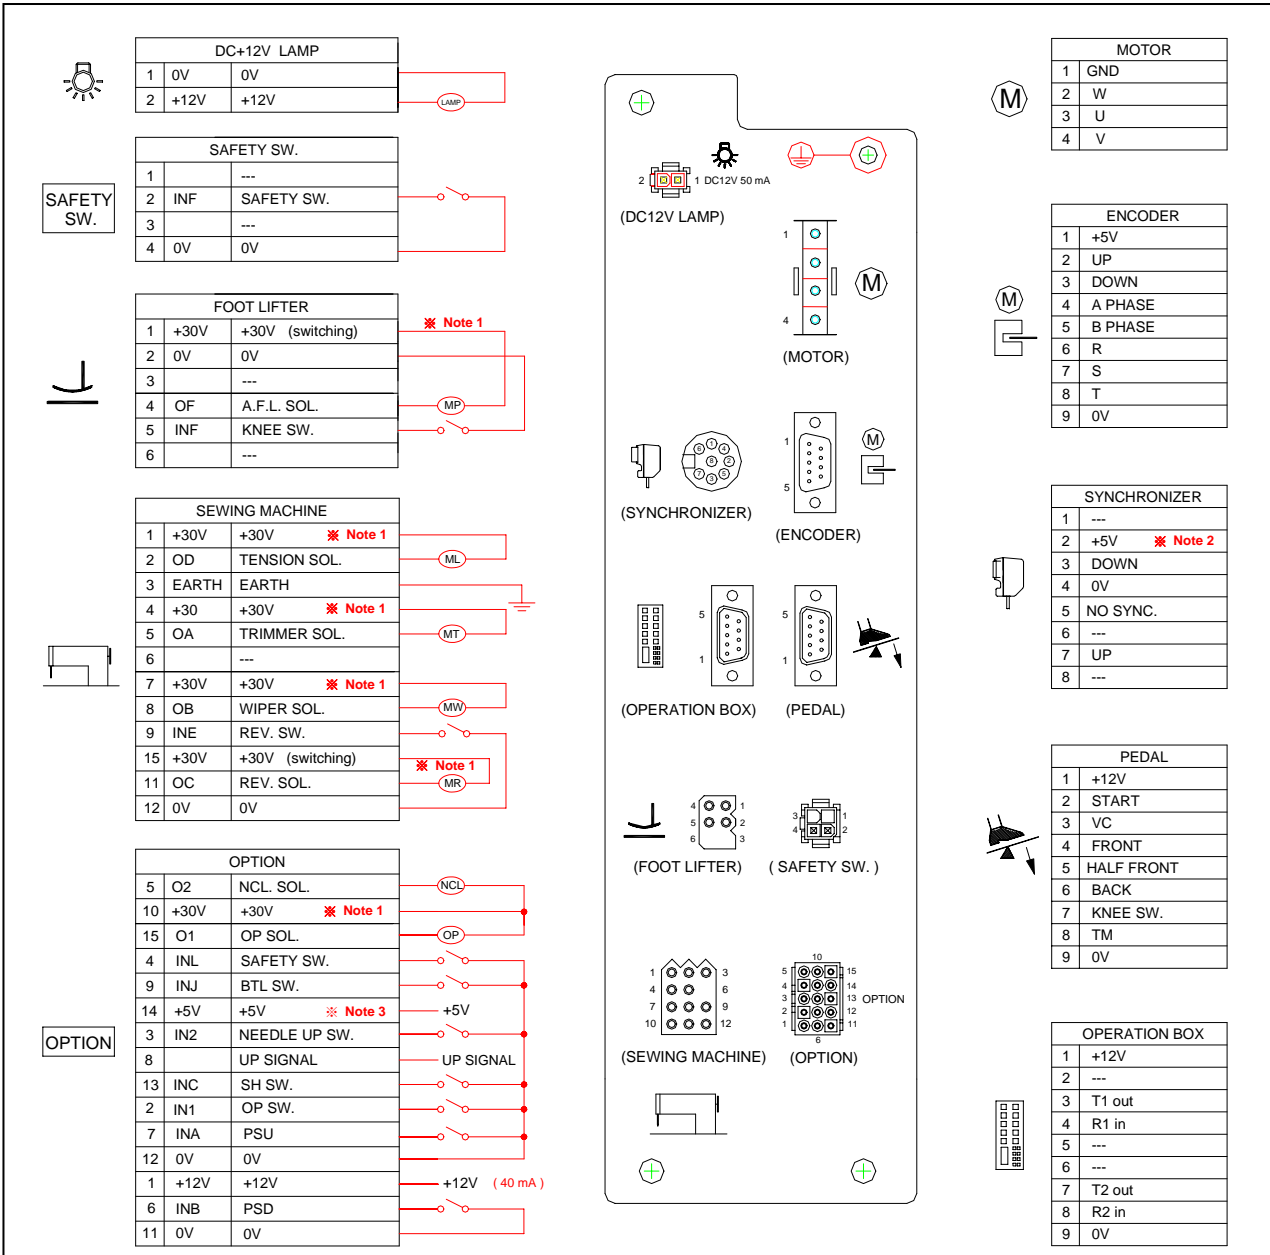 DC+12V LAMP
1 0V 0V
2 +12V +12V
LAMP
SAFETY SW.
SAFETY SW.
1 ---
2 INF SAFETY SW.
3 ---
4 0V 0V
FOOT LIFTER
1 +30V +30V (switching) ※ Note 1
2 0V 0V
3 ---
4 OF A.F.L. SOL. MP
5 INF KNEE SW.
6 ---
SEWING MACHINE
1 +30V +30V ※ Note 1
2 OD TENSION SOL. ML
3 EARTH EARTH
4 +30 +30V ※ Note 1
5 OA TRIMMER SOL. MT
6 ---
7 +30V +30V ※ Note 1
8 OB WIPER SOL. MW
9 INE REV. SW.
15 +30V +30V (switching) ※ Note 1
11 OC REV. SOL. MR
12 0V 0V
OPTION
OPTION
5 O2 NCL. SOL. NCL
10 +30V +30V ※ Note 1
15 O1 OP SOL. OP
4 INL SAFETY SW.
9 INJ BTL SW.
14 +5V +5V ※ Note 3 +5V
3 IN2 NEEDLE UP SW.
8 UP SIGNAL UP SIGNAL
13 INC SH SW.
2 IN1 OP SW.
7 INA PSU
12 0V 0V
1 +12V +12V +12V ( 40 mA )
6 INB PSD
11 0V 0V
2 1 DC12V 50 mA
(DC12V LAMP)
1
4
M
(MOTOR)
6 1 4
8 2
7 3 5
(SYNCHRONIZER)
1
5
M
(ENCODER)
5
1
(OPERATION BOX)
5
1
(PEDAL)
4 1
5 2
6 3
(FOOT LIFTER)
3 1
4 2
( SAFETY SW. )
1 3
4 6
7 9
10 12
(SEWING MACHINE)
10
5 15
4 14
3 13 OPTION
2 12
1 11
6
(OPTION)
M
MOTOR
1 GND
2 W
3 U
4 V
M
ENCODER
1 +5V
2 UP
3 DOWN
4 A PHASE
5 B PHASE
6 R
7 S
8 T
9 0V
SYNCHRONIZER
1 ---
2 +5V ※ Note 2
3 DOWN
4 0V
5 NO SYNC.
6 ---
7 UP
8 ---
PEDAL
1 +12V
2 START
3 VC
4 FRONT
5 HALF FRONT
6 BACK
7 KNEE SW.
8 TM
9 0V
OPERATION BOX
1 +12V
2 ---
3 T1 out
4 R1 in
5 ---
6 ---
7 T2 out
8 R2 in
9 0V